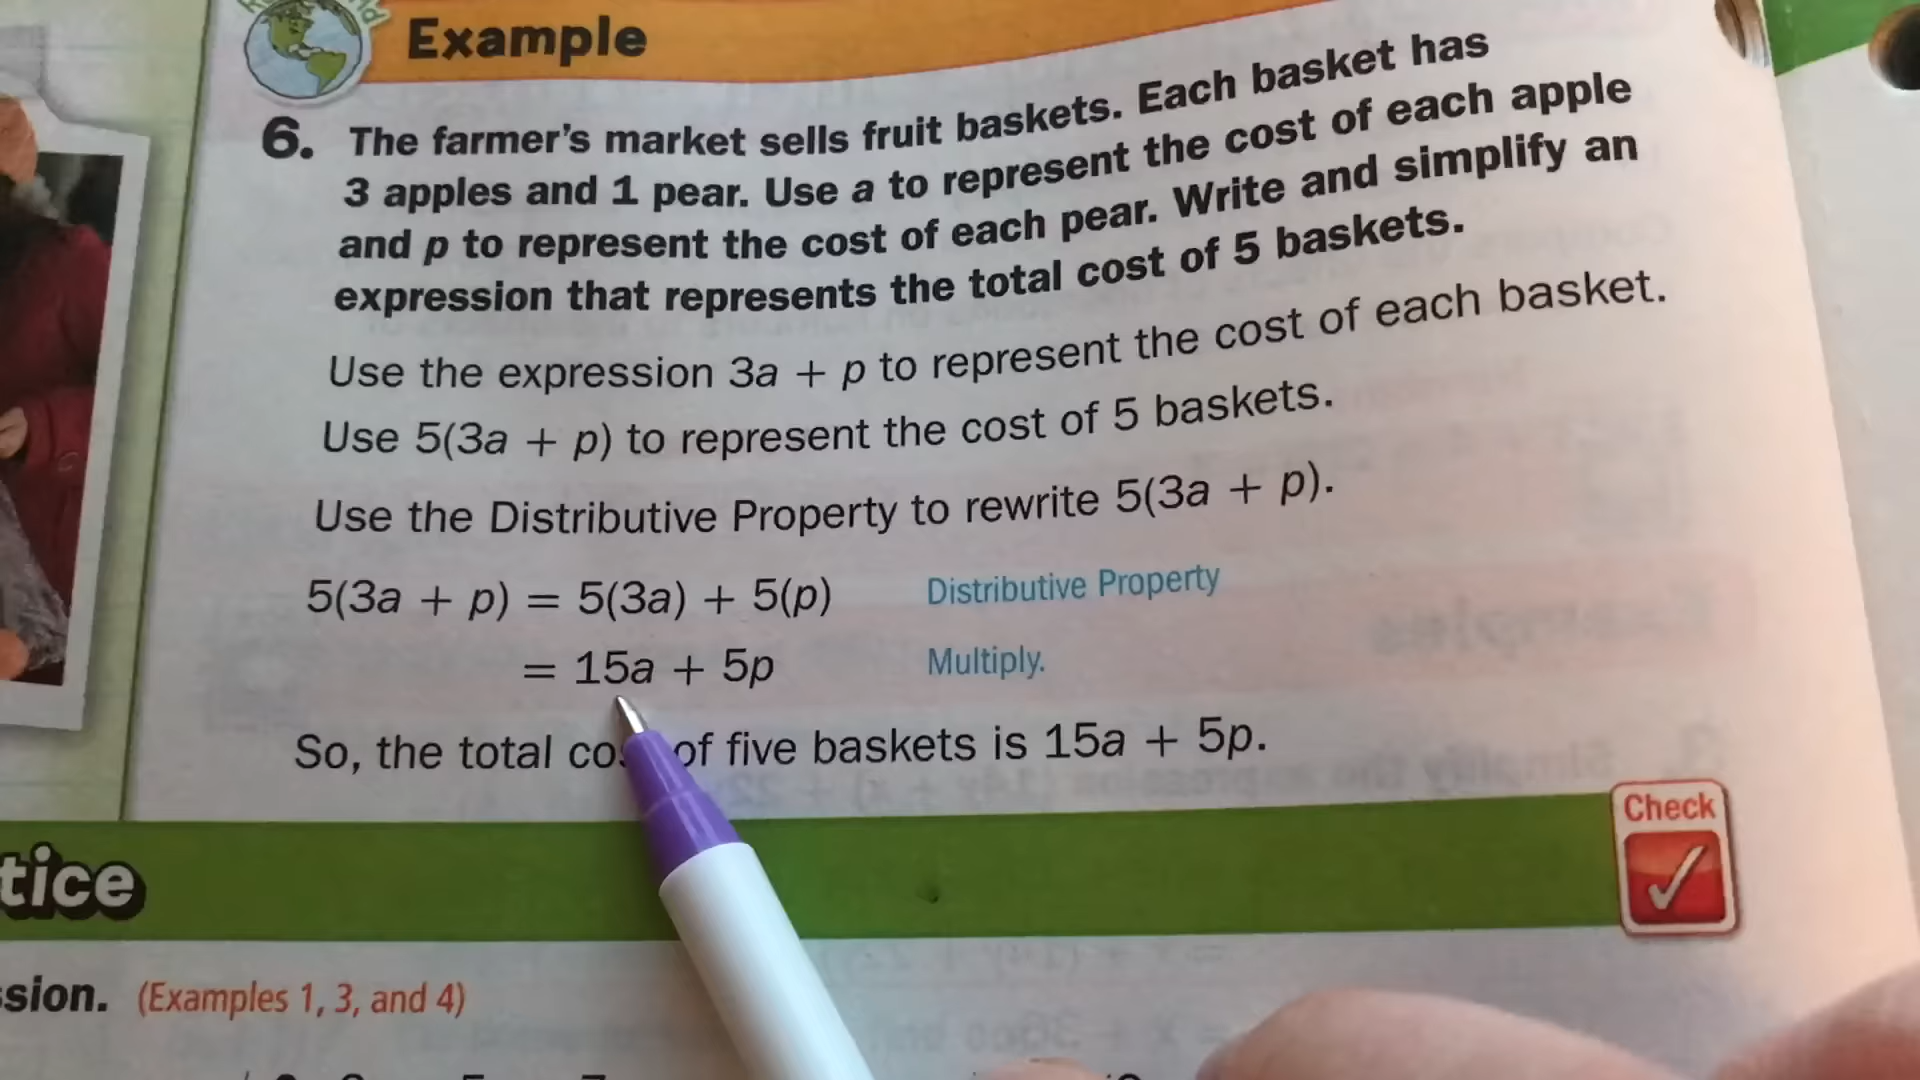 Example
6. The farmer's market sells fruit baskets. Each basket has
3 apples and 1 pear. Use a to represent the cost of each apple
and p to represent the cost of each pear. Write and simplify an
expression that represents the total cost of 5 baskets.
Use the expression 3a + p to represent the cost of each basket.
Use 5(3a + p) to represent the cost of 5 baskets.
Use the Distributive Property to rewrite 5(3a + p).
5(3a + p) = 5(3a) + 5(p) Distributive Property
= 15a + 5p Multiply.
So, the total co of five baskets is 15a + 5p.
Check
tice
sion. (Examples 1, 3, and 4)